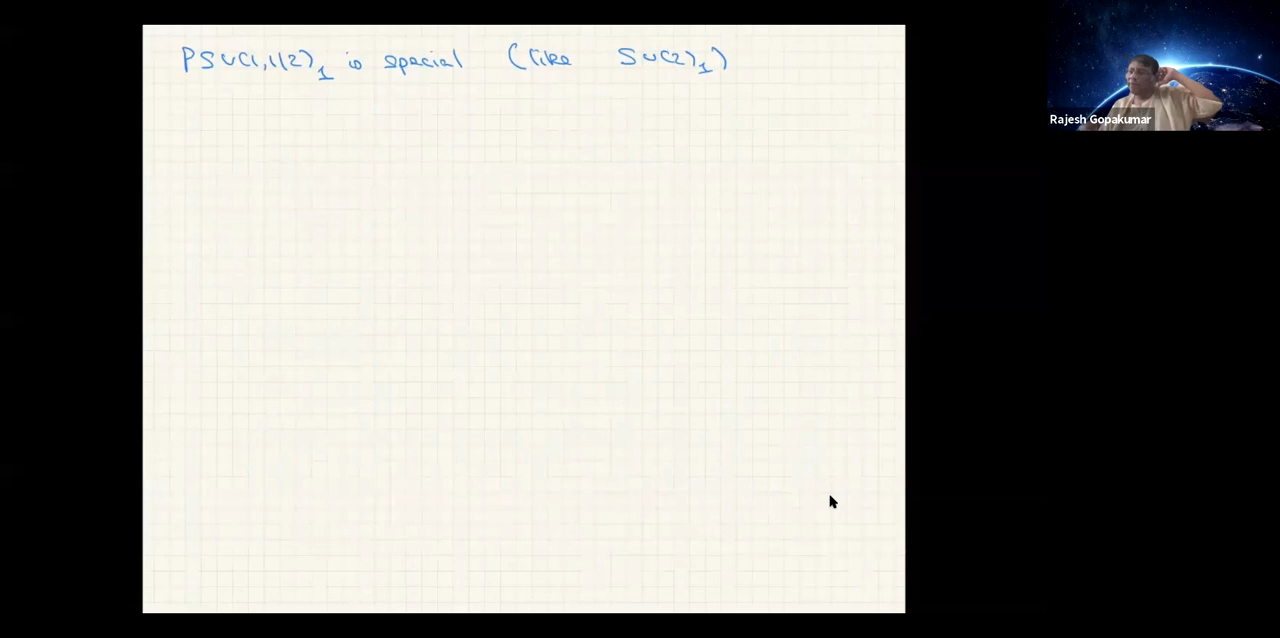 PSU(1,1|2)₁ is special (like SU(2)₁)
Rajesh Gopakumar